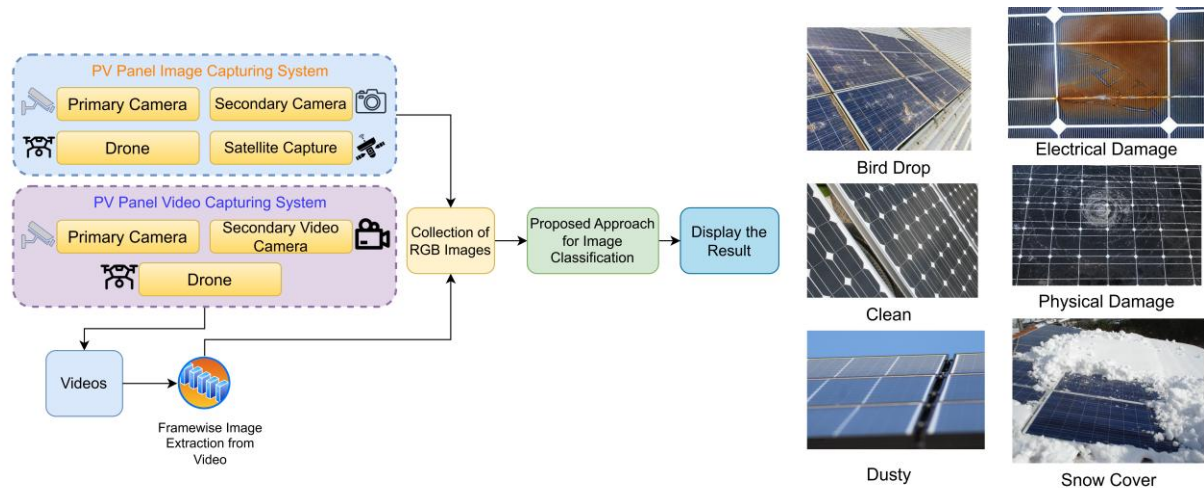 PV Panel Image Capturing System
Primary Camera
Secondary Camera
Drone
Satellite Capture
PV Panel Video Capturing System
Primary Camera
Secondary Video
Camera
Drone
Videos
Framewise Image
Extraction from
Video
Collection of
RGB Images
Proposed Approach
for Image
Classification
Display the
Result
Bird Drop
Electrical Damage
Clean
Physical Damage
Dusty
Snow Cover